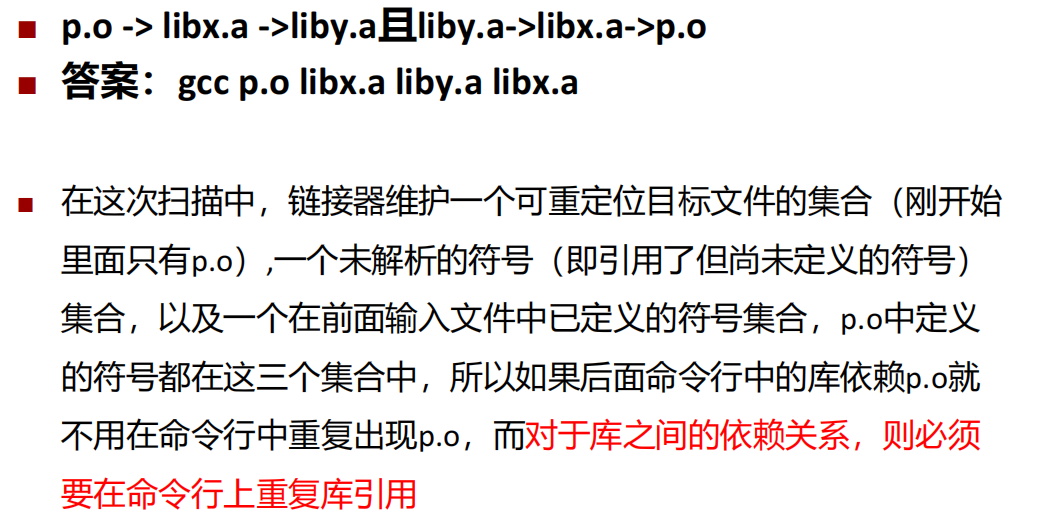 p.o -> libx.a ->liby.a且liby.a->libx.a->p.o
答案：gcc p.o libx.a liby.a libx.a
在这次扫描中，链接器维护一个可重定位目标文件的集合（刚开始
里面只有p.o）,一个未解析的符号（即引用了但尚未定义的符号）
集合，以及一个在前面输入文件中已定义的符号集合，p.o中定义
的符号都在这三个集合中，所以如果后面命令行中的库依赖p.o就
不用在命令行中重复出现p.o，而对于库之间的依赖关系，则必须
要在命令行上重复库引用